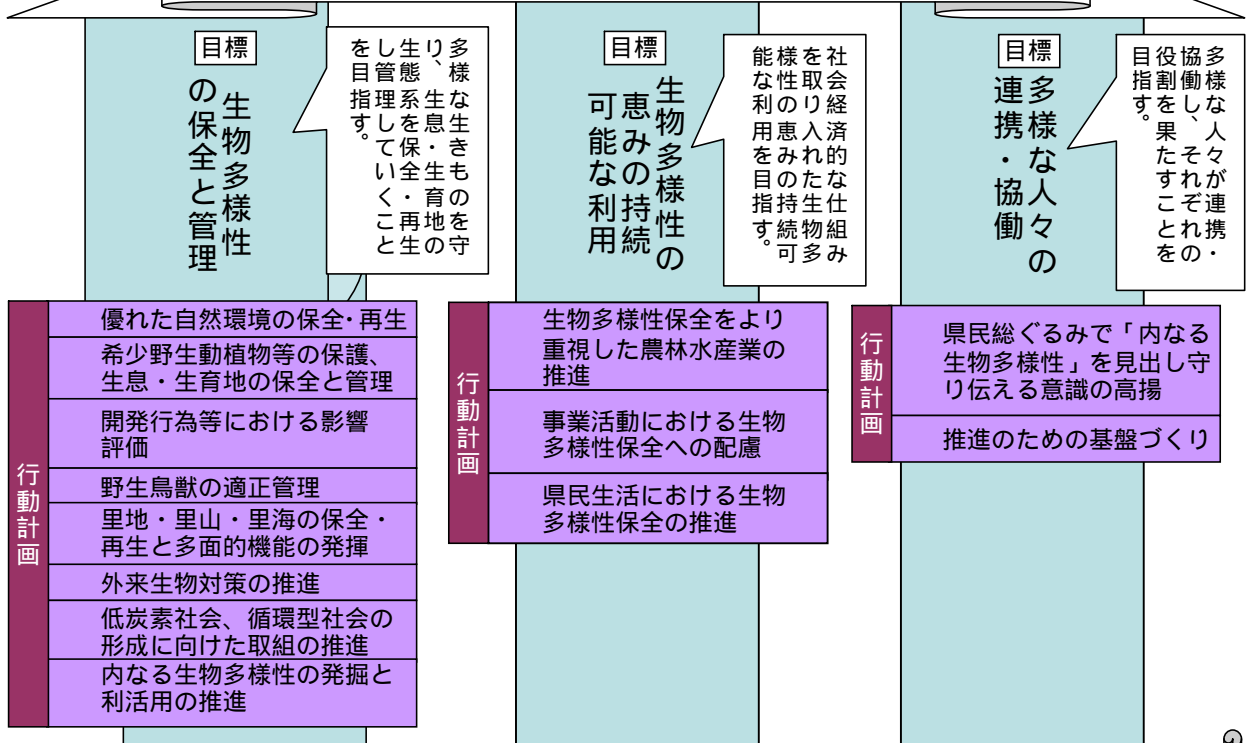 目標
生物多様性
の保全と管理
多様な生きものを守
り、生息・生育地の
生態系を保全・再生
し管理していくこと
を目指す。
行動計画
優れた自然環境の保全・再生
希少野生動植物等の保護、
生息・生育地の保全と管理
開発行為等における影響
評価
野生鳥獣の適正管理
里地・里山・里海の保全・
再生と多面的機能の発揮
外来生物対策の推進
低炭素社会、循環型社会の
形成に向けた取組の推進
内なる生物多様性の発掘と
利活用の推進
目標
生物多様性の
恵みの持続
可能な利用
社会経済的な仕組み
を取り入れた生物多
様性の恵みの持続可
能な利用を目指す。
行動計画
生物多様性保全をより
重視した農林水産業の
推進
事業活動における生物
多様性保全への配慮
県民生活における生物
多様性保全の推進
目標
多様な人々の
連携・協働
多様な人々が連携・
協働し、それぞれの
役割を果たすことを
目指す。
行動計画
県民総ぐるみで「内なる
生物多様性」を見出し守
り伝える意識の高揚
推進のための基盤づくり